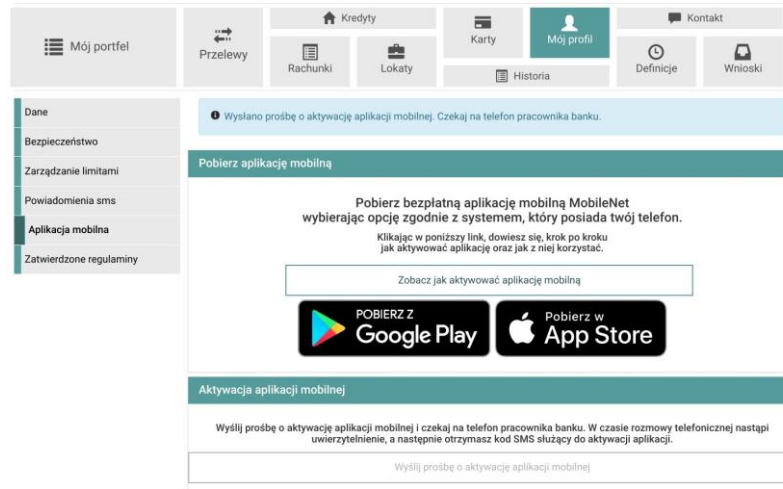 Mój portfel
Przelewy
Kredyty
Rachunki
Lokaty
Karty
Mój profil
Historia
Kontakt
Definicje
Wnioski
Dane
Bezpieczeństwo
Zarządzanie limitami
Powiadomienia sms
Aplikacja mobilna
Zatwierdzone regulaminy
Wysłano prośbę o aktywację aplikacji mobilnej. Czekaj na telefon pracownika banku.
Pobierz aplikację mobilną
Pobierz bezpłatną aplikację mobilną MobileNet
wybierając opcję zgodnie z systemem, który posiada twój telefon.
Klikając w poniższy link, dowiesz się, krok po kroku
jak aktywować aplikację oraz jak z niej korzystać.
Zobacz jak aktywować aplikację mobilną
POBIERZ Z
Google Play
Pobierz w
App Store
Aktywacja aplikacji mobilnej
Wyślij prośbę o aktywację aplikacji mobilnej i czekaj na telefon pracownika banku. W czasie rozmowy telefonicznej nastąpi
uwierzytelnienie, a następnie otrzymasz kod SMS służący do aktywacji aplikacji.
Wyślij prośbę o aktywację aplikacji mobilnej